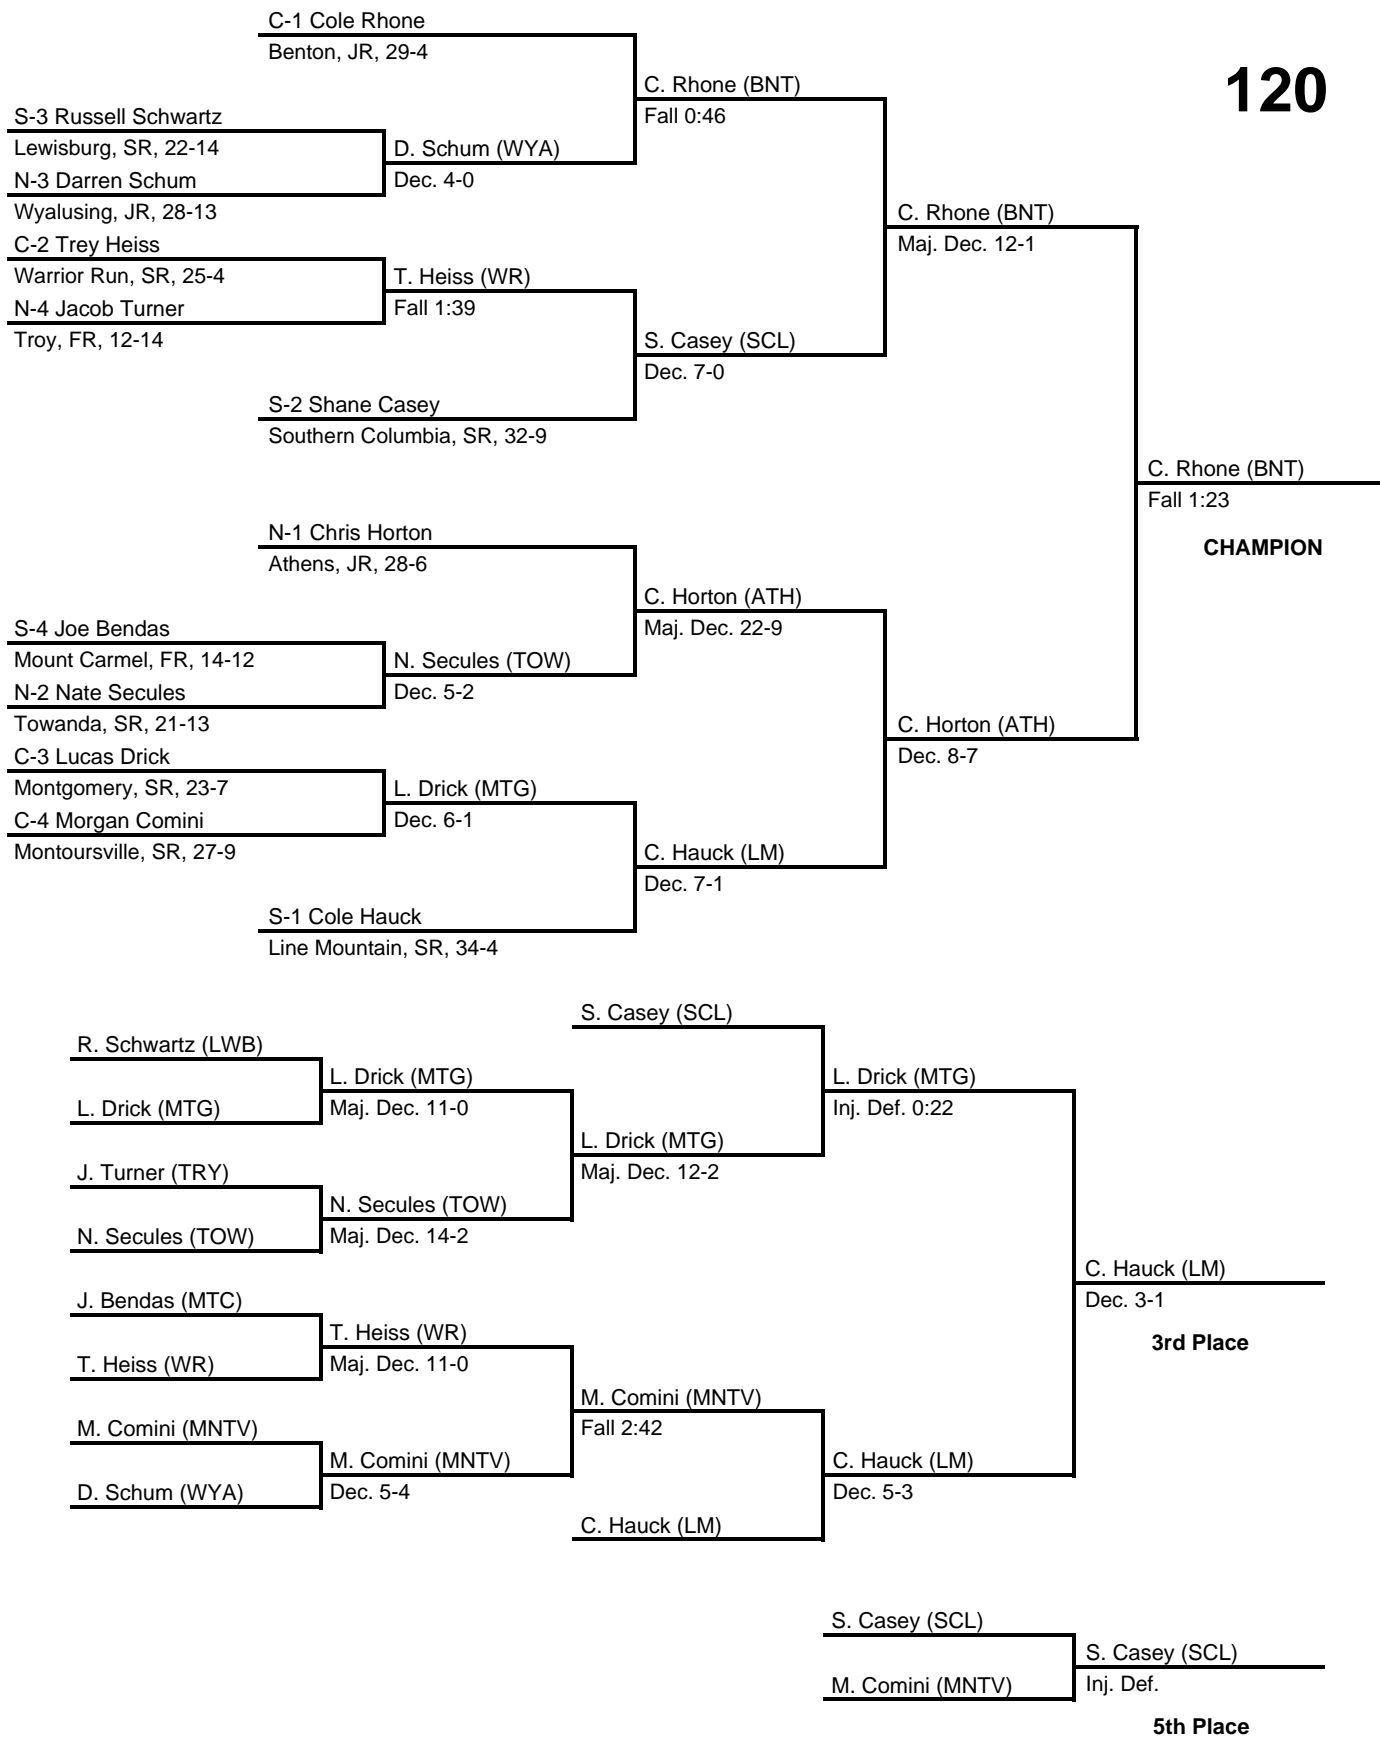 C-1 Cole Rhone
Benton, JR, 29-4
120
C. Rhone (BNT)
Fall 0:46
S-3 Russell Schwartz
Lewisburg, SR, 22-14
D. Schum (WYA)
Dec. 4-0
N-3 Darren Schum
Wyalusing, JR, 28-13
C. Rhone (BNT)
Maj. Dec. 12-1
C-2 Trey Heiss
Warrior Run, SR, 25-4
T. Heiss (WR)
Fall 1:39
N-4 Jacob Turner
Troy, FR, 12-14
S. Casey (SCL)
Dec. 7-0
S-2 Shane Casey
Southern Columbia, SR, 32-9
C. Rhone (BNT)
Fall 1:23
CHAMPION
N-1 Chris Horton
Athens, JR, 28-6
C. Horton (ATH)
Maj. Dec. 22-9
S-4 Joe Bendas
Mount Carmel, FR, 14-12
N. Secules (TOW)
Dec. 5-2
N-2 Nate Secules
Towanda, SR, 21-13
C. Horton (ATH)
Dec. 8-7
C-3 Lucas Drick
Montgomery, SR, 23-7
L. Drick (MTG)
Dec. 6-1
C-4 Morgan Comini
Montoursville, SR, 27-9
C. Hauck (LM)
Dec. 7-1
S-1 Cole Hauck
Line Mountain, SR, 34-4
S. Casey (SCL)
R. Schwartz (LWB)
L. Drick (MTG)
Maj. Dec. 11-0
L. Drick (MTG)
L. Drick (MTG)
Inj. Def. 0:22
L. Drick (MTG)
Maj. Dec. 12-2
J. Turner (TRY)
N. Secules (TOW)
Maj. Dec. 14-2
N. Secules (TOW)
C. Hauck (LM)
Dec. 3-1
3rd Place
J. Bendas (MTC)
T. Heiss (WR)
Maj. Dec. 11-0
T. Heiss (WR)
M. Comini (MNTV)
Fall 2:42
M. Comini (MNTV)
M. Comini (MNTV)
Dec. 5-4
D. Schum (WYA)
C. Hauck (LM)
Dec. 5-3
C. Hauck (LM)
S. Casey (SCL)
S. Casey (SCL)
Inj. Def.
M. Comini (MNTV)
5th Place